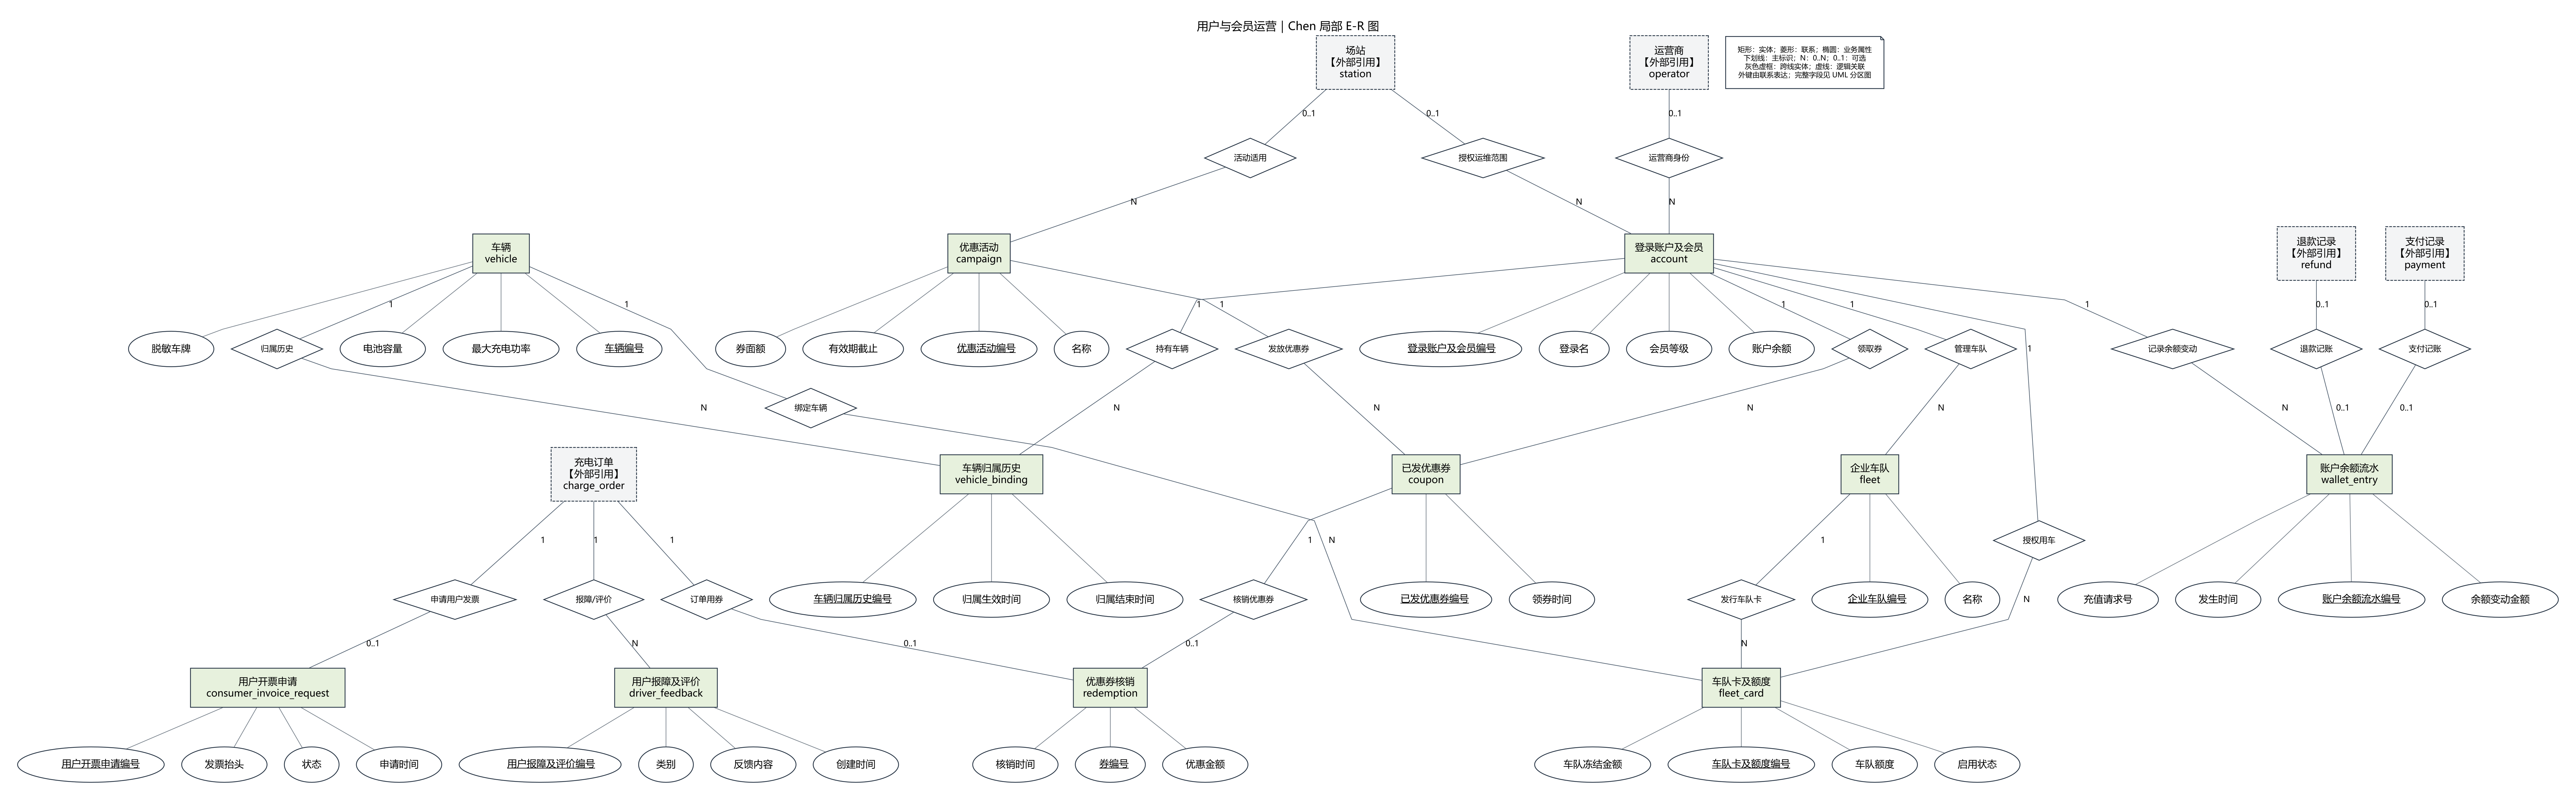 用户与会员运营 | Chen 局部 E-R 图
场站
【外部引用】
station
运营商
【外部引用】
operator
矩形：实体；菱形：联系；椭圆：业务属性
下划线：主标识；N：0..N；0..1：可选
灰色虚框：跨线实体；虚线：逻辑关联
外键由联系表达；完整字段见 UML 分区图
0..1
0..1
0..1
活动适用
授权运维范围
运营商身份
N
N
N
车辆
vehicle
优惠活动
campaign
登录账户及会员
account
退款记录
【外部引用】
refund
支付记录
【外部引用】
payment
1
1
1
1
1
1
1
0..1
0..1
脱敏车牌
归属历史
电池容量
最大充电功率
车辆编号
券面额
有效期截止
优惠活动编号
名称
持有车辆
发放优惠券
登录账户及会员编号
登录名
会员等级
账户余额
领取券
管理车队
1
记录余额变动
退款记账
支付记账
N
绑定车辆
N
N
N
N
N
0..1
0..1
充电订单
【外部引用】
charge_order
车辆归属历史
vehicle_binding
已发优惠券
coupon
企业车队
fleet
账户余额流水
wallet_entry
1
1
1
1
N
1
授权用车
申请用户发票
报障/评价
订单用券
车辆归属历史编号
归属生效时间
归属结束时间
核销优惠券
已发优惠券编号
领券时间
发行车队卡
企业车队编号
名称
N
充值请求号
发生时间
账户余额流水编号
余额变动金额
0..1
N
0..1
0..1
N
用户开票申请
consumer_invoice_request
用户报障及评价
driver_feedback
优惠券核销
redemption
车队卡及额度
fleet_card
用户开票申请编号
发票抬头
状态
申请时间
用户报障及评价编号
类别
反馈内容
创建时间
核销时间
券编号
优惠金额
车队冻结金额
车队卡及额度编号
车队额度
启用状态